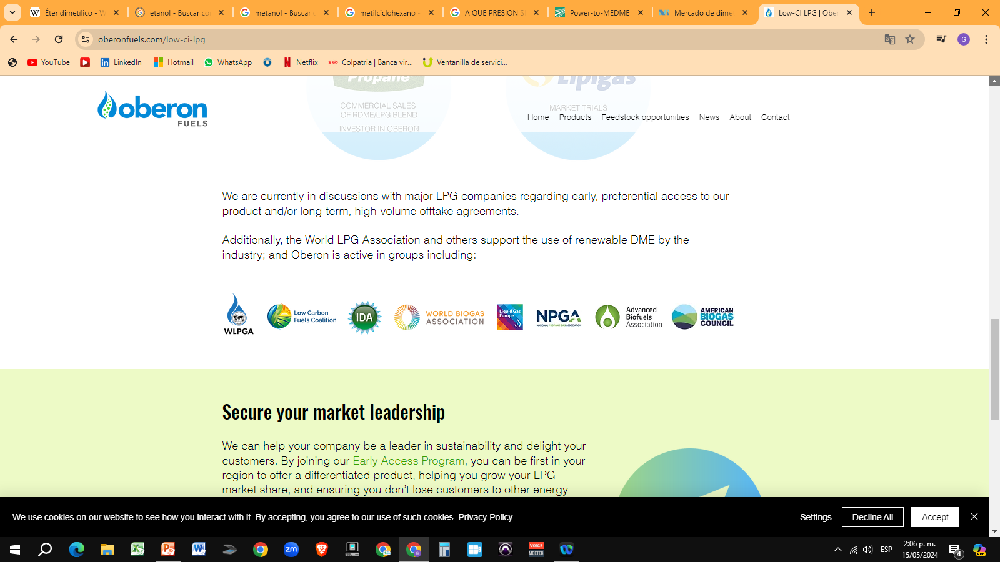 Éter dimetílico - W
etanol - Buscar co
metanol - Buscar c
metilciclohexano -
A QUE PRESION S
Power-to-MEDME
Mercado de dimet
Low-CI LPG | Ober
oberonfuels.com/low-ci-lpg
G
YouTube
LinkedIn
Hotmail
WhatsApp
Netflix
Colpatria | Banca vir...
Ventanilla de servici...
Propane
Lipigas
COMMERCIAL SALES
OF RDME/LPG BLEND
INVESTOR IN OBERON
MARKET TRIALS
oberon
FUELS
Home
Products
Feedstock opportunities
News
About
Contact
We are currently in discussions with major LPG companies regarding early, preferential access to our
product and/or long-term, high-volume offtake agreements.
Additionally, the World LPG Association and others support the use of renewable DME by the
industry; and Oberon is active in groups including:
WLPGA
Low Carbon
Fuels Coalition
IDA
WORLD BIOGAS
ASSOCIATION
Liquid Gas
Europe
NPGA
NATIONAL PROPANE GAS ASSOCIATION
Advanced
Biofuels
Association
AMERICAN
BIOGAS
COUNCIL
Secure your market leadership
We can help your company be a leader in sustainability and delight your
customers. By joining our Early Access Program, you can be first in your
region to offer a differentiated product, helping you grow your LPG
market share, and ensuring you don't lose customers to other energy
We use cookies on our website to see how you interact with it. By accepting, you agree to our use of such cookies. Privacy Policy
Settings
Decline All
Accept
zm
VOICE
MEETER
ESP
2:06 p. m.
15/05/2024
4
PRE